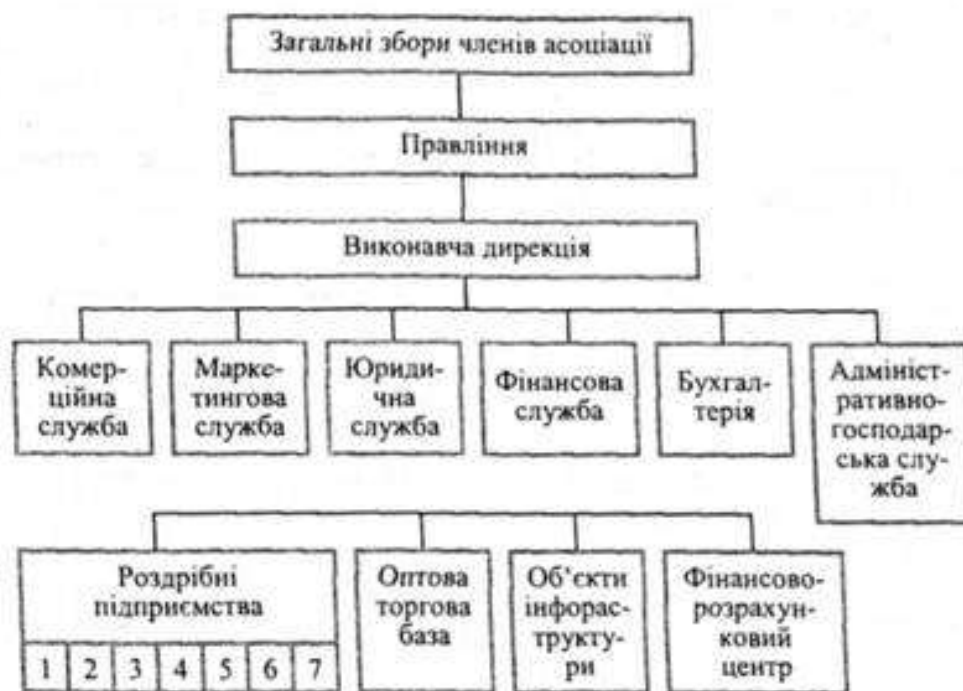 Загальні збори членів асоціації
Правління
Виконавча дирекція
Комер-
ційна
служба
Марке-
тингова
служба
Юриди-
чна
служба
Фінансова
служба
Бухгал-
терія
Адмініст-
ративно-
господар-
ська слу-
жба
Роздрібні
підприємства
1 2 3 4 5 6 7
Оптова
торгова
база
Об'єкти
інфорас-
трукту-
ри
Фінансово-
розрахун-
ковий
центр